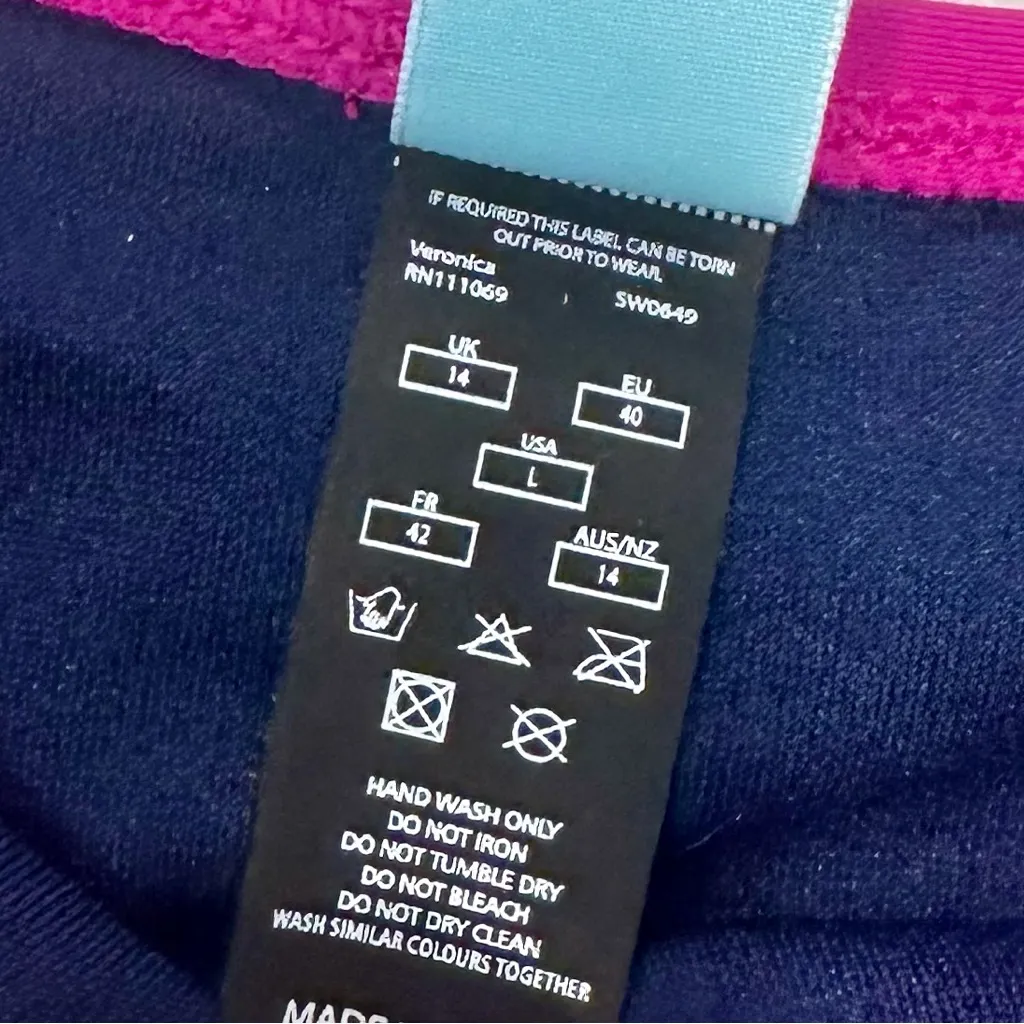 IF REQUIRED THIS LABEL CAN BE TORN
OUT PRIOR TO WEAR.
Veronica
RN111069 SW0649
UK
14
EU
40
USA
L
FR
42
AUS/NZ
14
HAND WASH ONLY
DO NOT IRON
DO NOT TUMBLE DRY
DO NOT BLEACH
DO NOT DRY CLEAN
WASH SIMILAR COLOURS TOGETHER
MADE